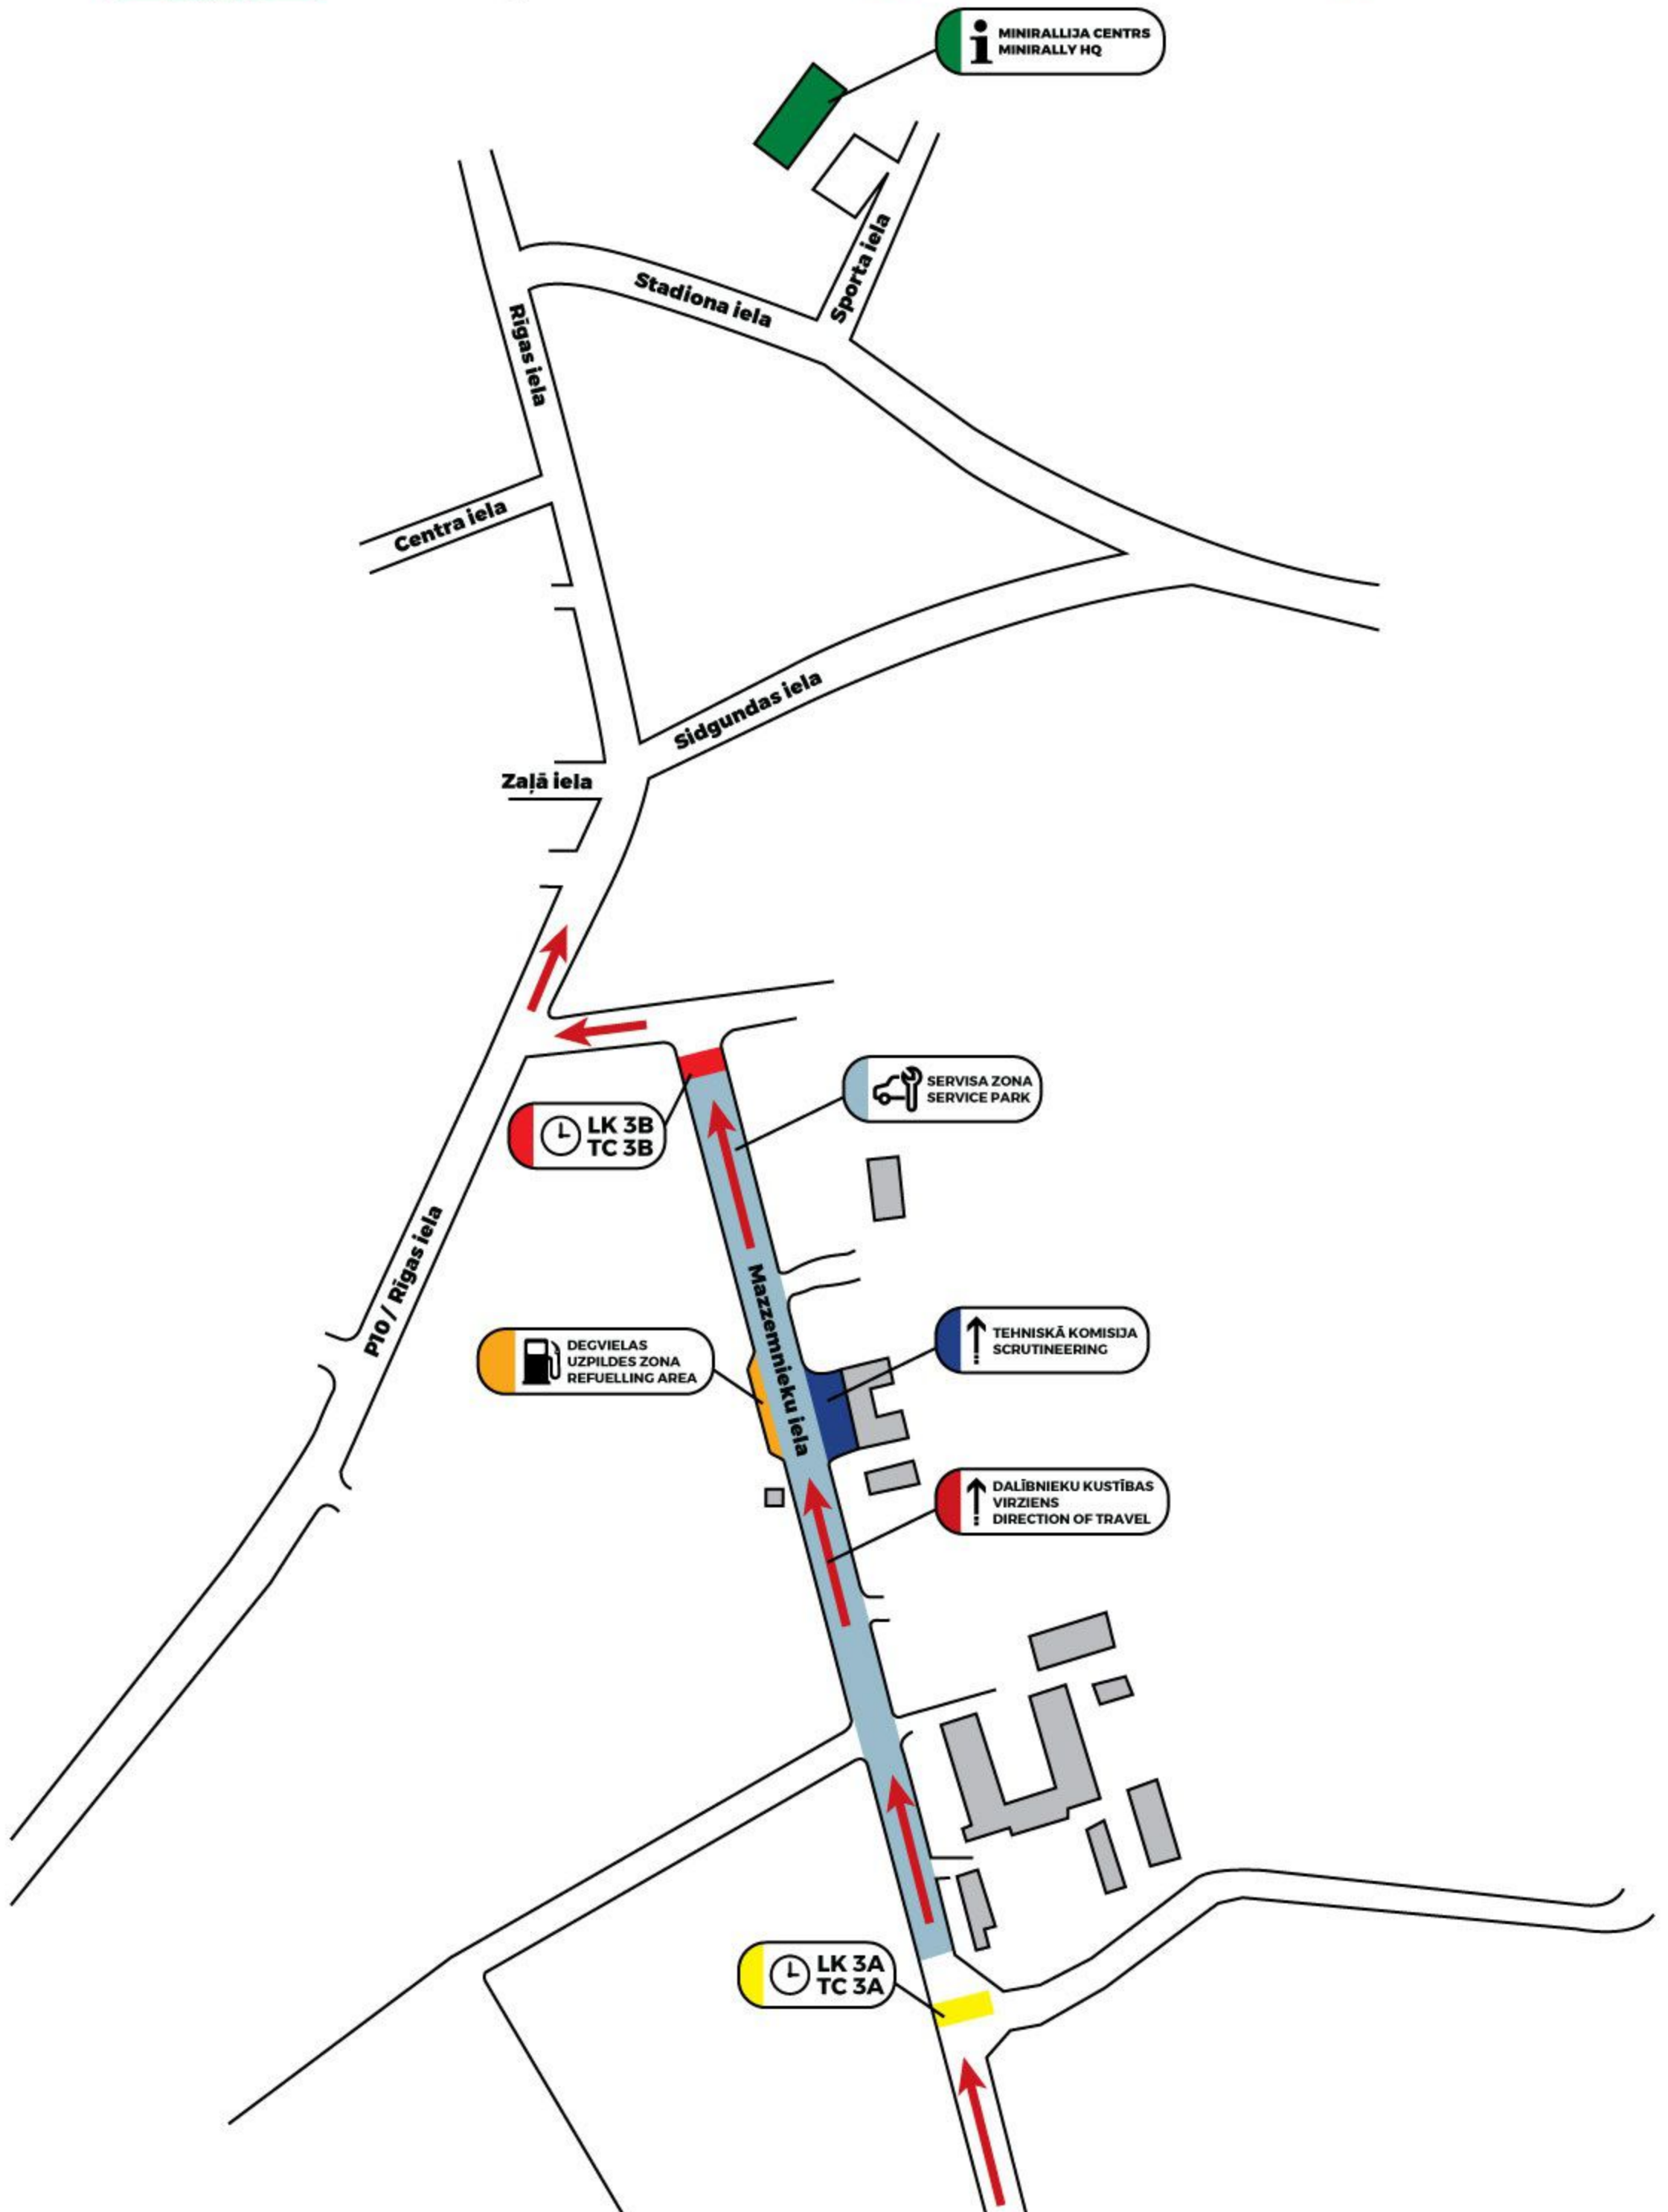 MINIRALLIJA CENTRS
MINIRALLY HQ
Sporta iela
Stadiona iela
Rīgas iela
Centra iela
Sidgundas iela
Zaļā iela
SERVISA ZONA
SERVICE PARK
LK 3B
TC 3B
P10 / Rīgas iela
Mazzemnieku iela
TEHNISKĀ KOMISIJA
SCRUTINEERING
DEGVIELAS
UZPILDES ZONA
REFUELLING AREA
DALĪBNIEKU KUSTĪBAS
VIRZIENS
DIRECTION OF TRAVEL
LK 3A
TC 3A